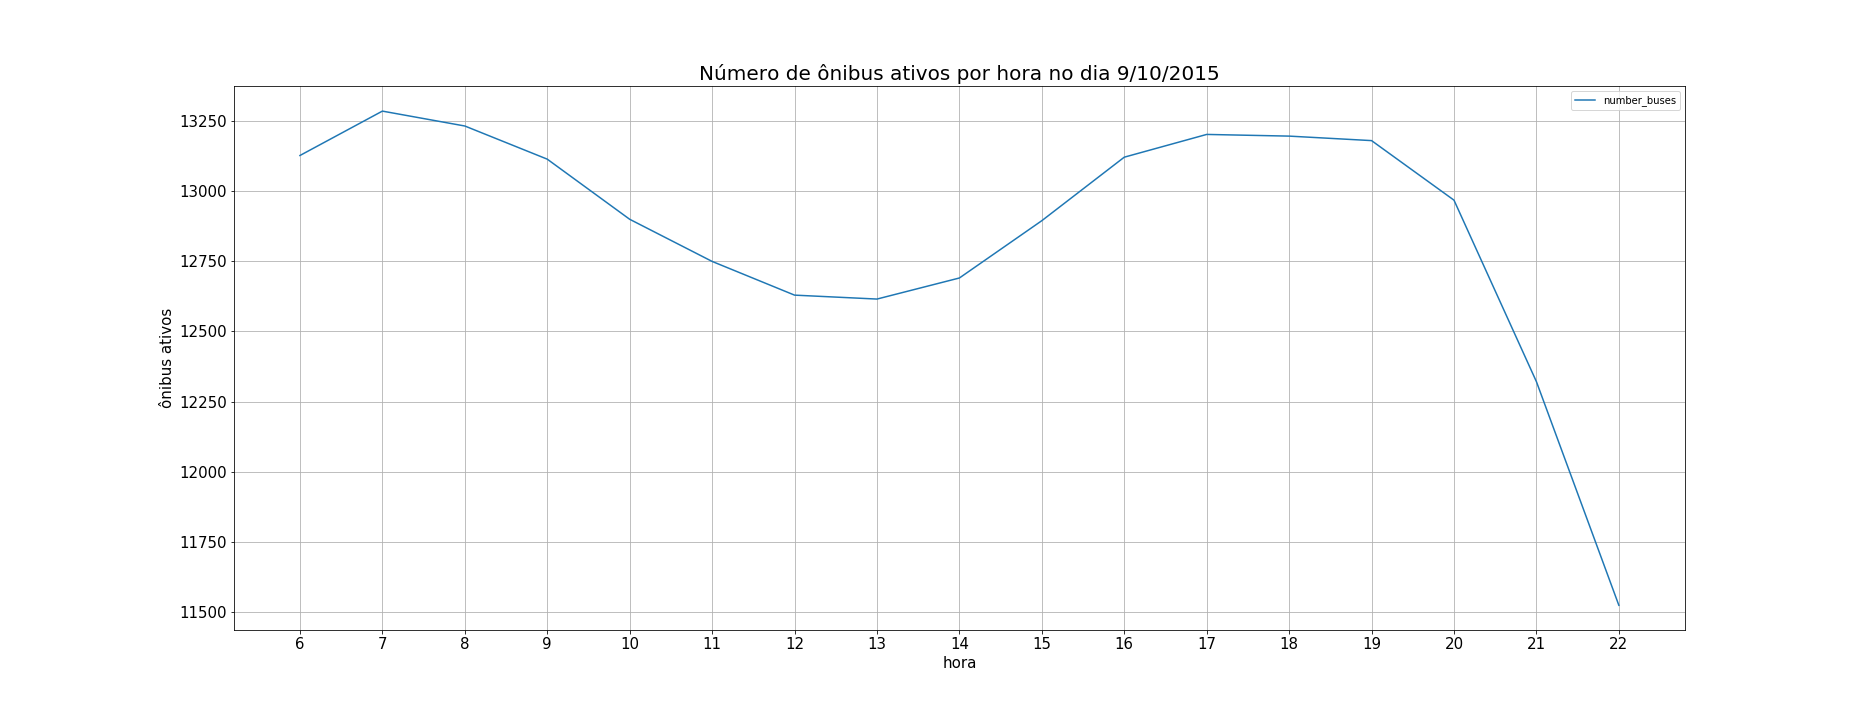 Número de ônibus ativos por hora no dia 9/10/2015
number_buses
13250
13000
12750
12500
12250
12000
11750
11500
ônibus ativos
6 7 8 9 10 11 12 13 14 15 16 17 18 19 20 21 22
hora